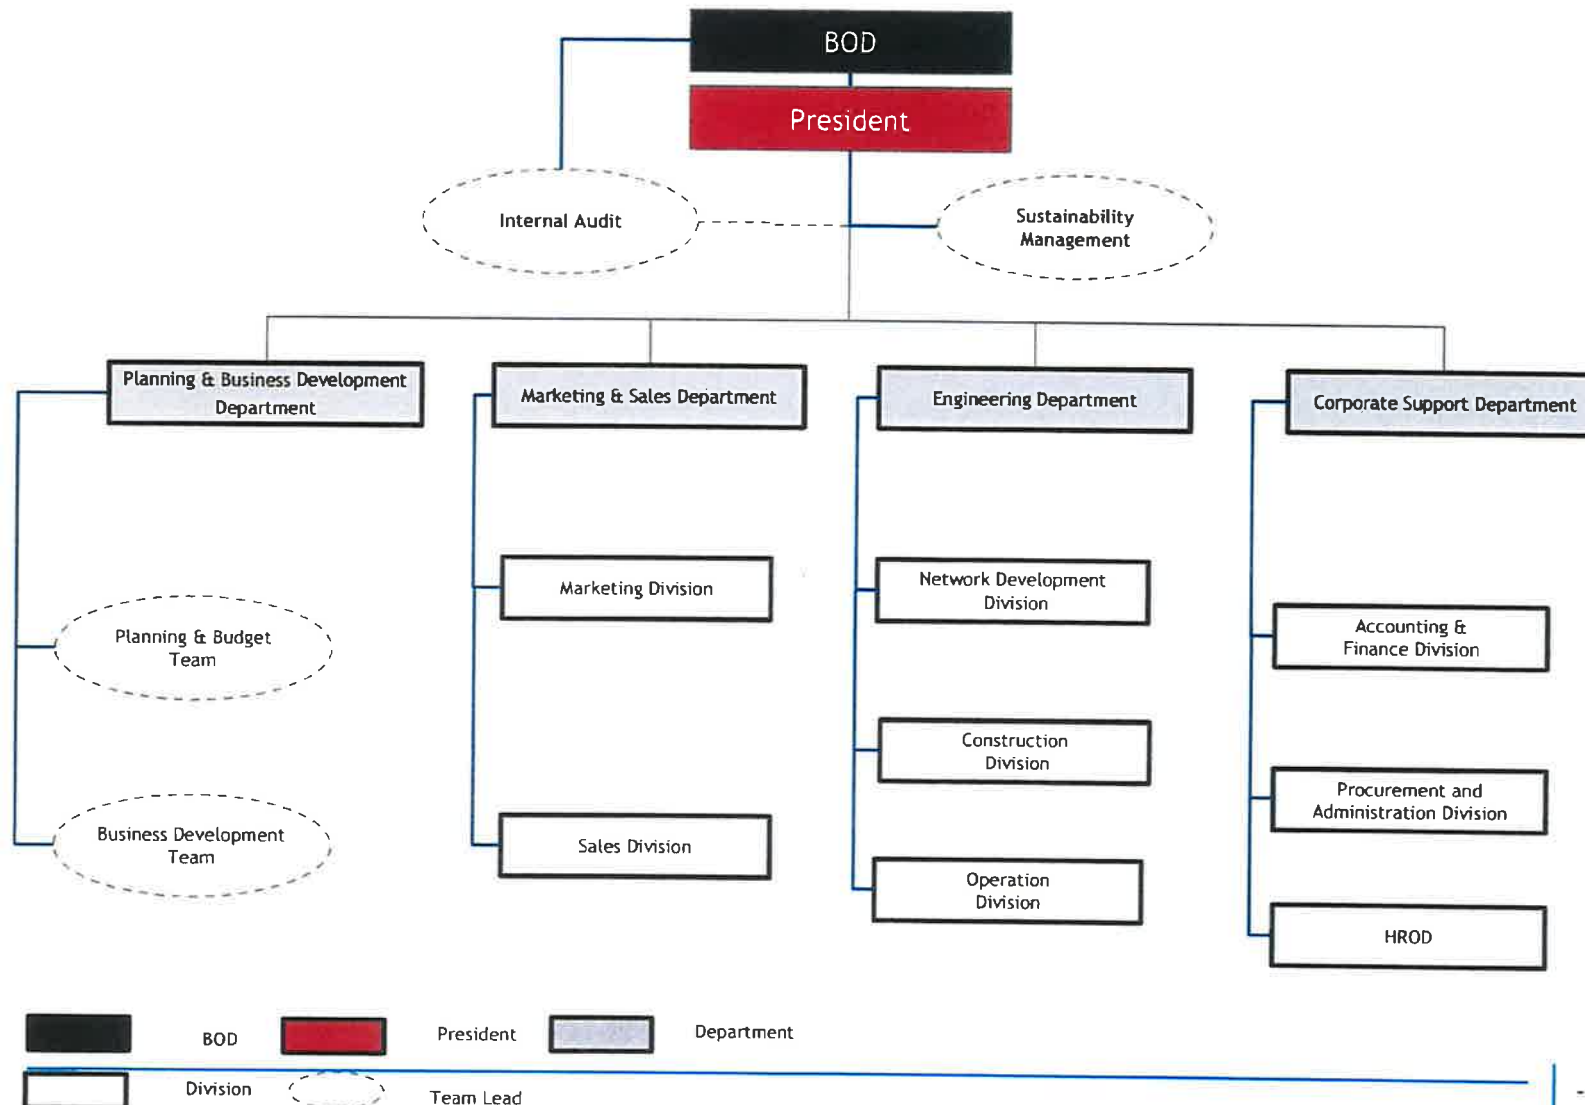 BOD
President
Internal Audit
Sustainability
Management
Planning & Business Development
Department
Marketing & Sales Department
Engineering Department
Corporate Support Department
Marketing Division
Network Development
Division
Planning & Budget
Team
Accounting &
Finance Division
Construction
Division
Procurement and
Administration Division
Business Development
Team
Sales Division
Operation
Division
HROD
BOD
President
Department
Division
Team Lead